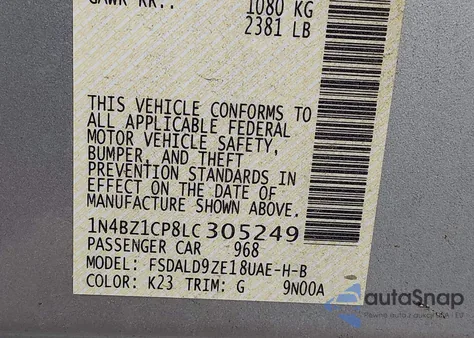 GAWR RR.: 1080 KG
2381 LB
THIS VEHICLE CONFORMS TO
ALL APPLICABLE FEDERAL
MOTOR VEHICLE SAFETY,
BUMPER, AND THEFT
PREVENTION STANDARDS IN
EFFECT ON THE DATE OF
MANUFACTURE SHOWN ABOVE.
1N4BZ1CP8LC305249
PASSENGER CAR 968
MODEL: FSDALD9ZE18UAE-H-B
COLOR: K23 TRIM: G 9N00A
autoSnap